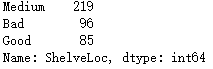 Medium    219
Bad        96
Good       85
Name: ShelveLoc, dtype: int64